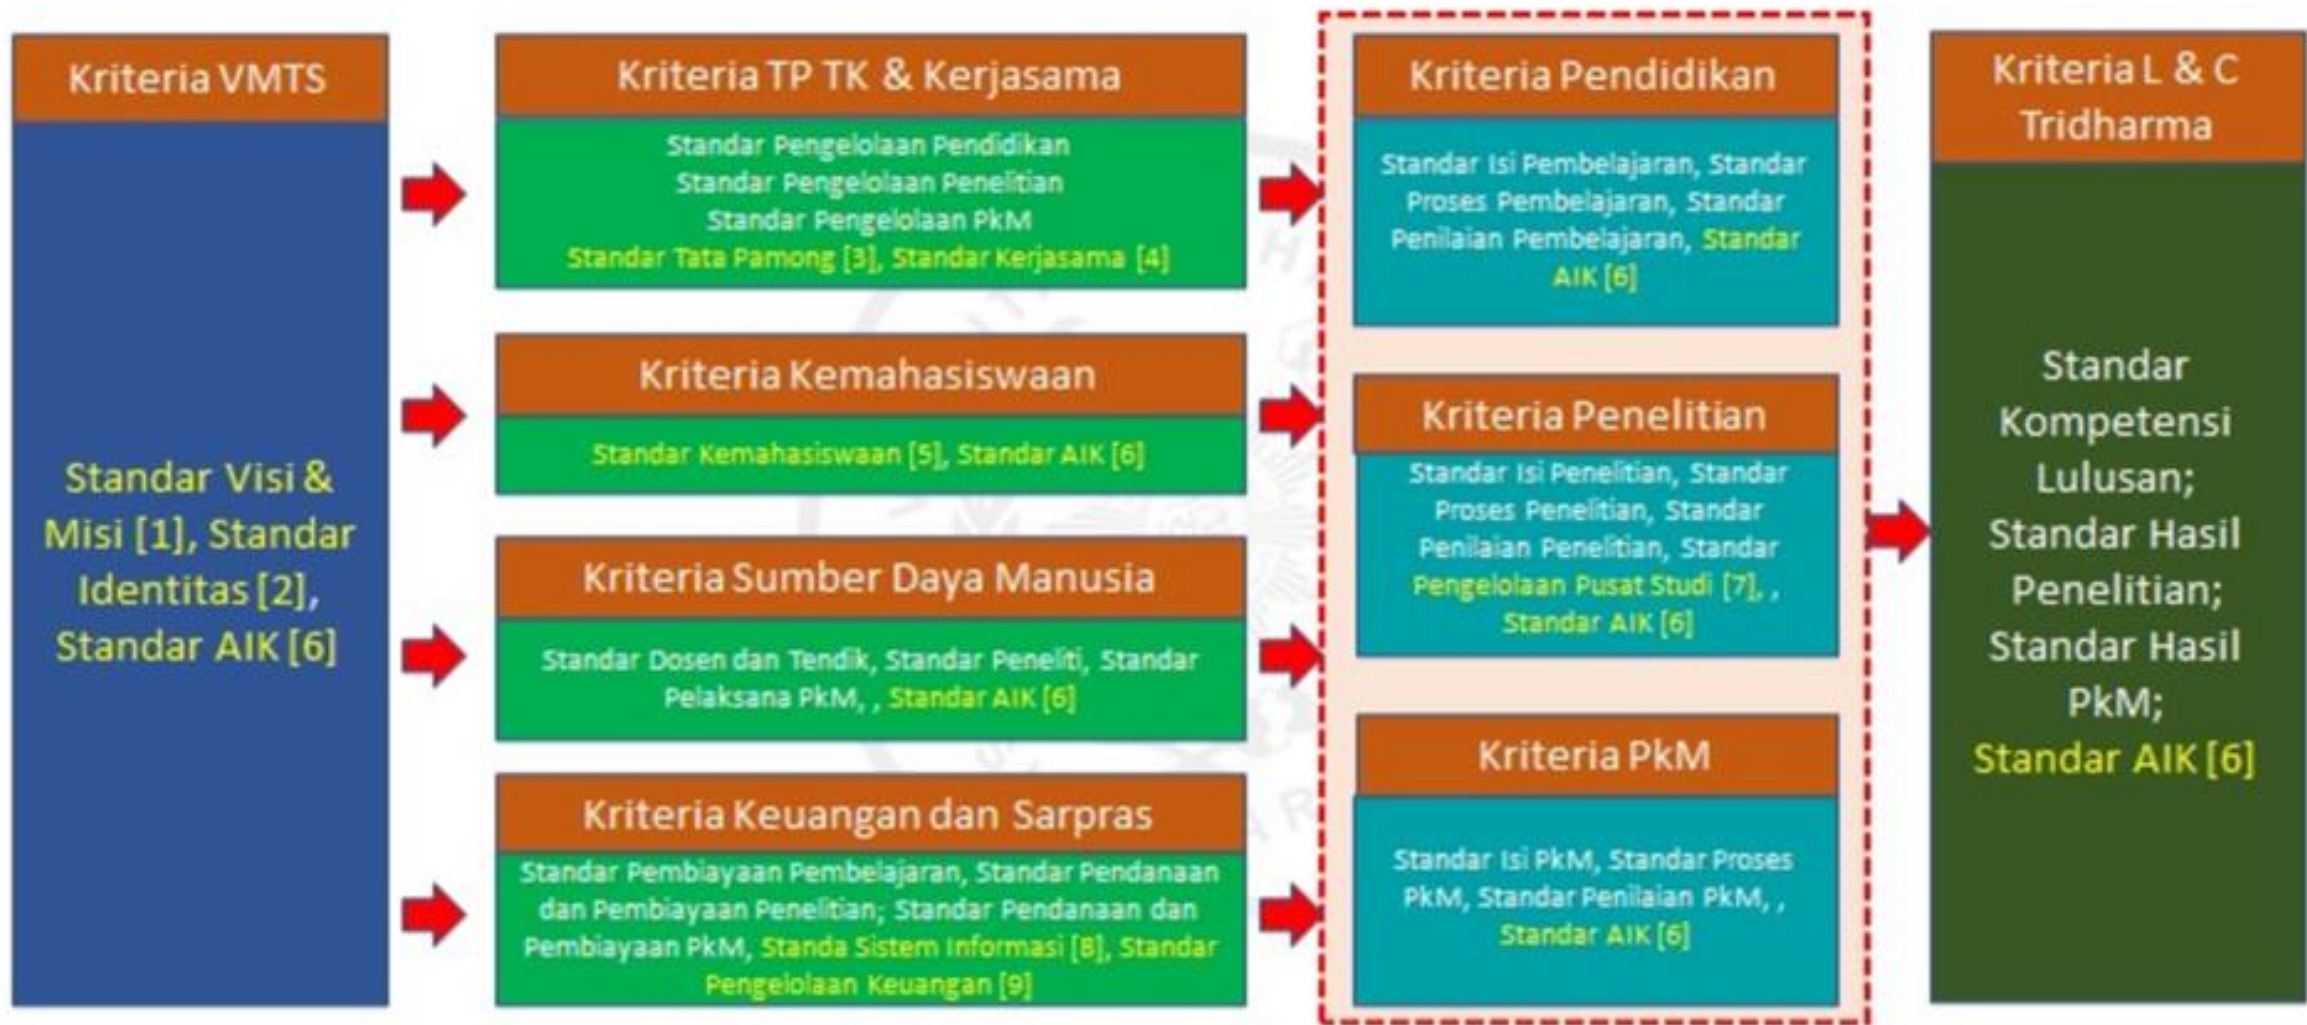 Kriteria VMTS
Standar Visi &
Misi [1], Standar
Identitas [2],
Standar AIK [6]
Kriteria TP TK & Kerjasama
Standar Pengelolaan Pendidikan
Standar Pengelolaan Penelitian
Standar Pengelolaan PkM
Standar Tata Pamong [3], Standar Kerjasama [4]
Kriteria Kemahasiswaan
Standar Kemahasiswaan [5], Standar AIK [6]
Kriteria Sumber Daya Manusia
Standar Dosen dan Tendik, Standar Peneliti, Standar
Pelaksana PkM, , Standar AIK [6]
Kriteria Keuangan dan Sarpras
Standar Pembiayaan Pembelajaran, Standar Pendanaan
dan Pembiayaan Penelitian; Standar Pendanaan dan
Pembiayaan PkM, Standa Sistem Informasi [8], Standar
Pengelolaan Keuangan [9]
Kriteria Pendidikan
Standar Isi Pembelajaran, Standar
Proses Pembelajaran, Standar
Penilaian Pembelajaran, Standar
AIK [6]
Kriteria Penelitian
Standar Isi Penelitian, Standar
Proses Penelitian, Standar
Penilaian Penelitian, Standar
Pengelolaan Pusat Studi [7], ,
Standar AIK [6]
Kriteria PkM
Standar Isi PkM, Standar Proses
PkM, Standar Penilaian PkM, ,
Standar AIK [6]
Kriteria L & C
Tridharma
Standar
Kompetensi
Lulusan;
Standar Hasil
Penelitian;
Standar Hasil
PkM;
Standar AIK [6]